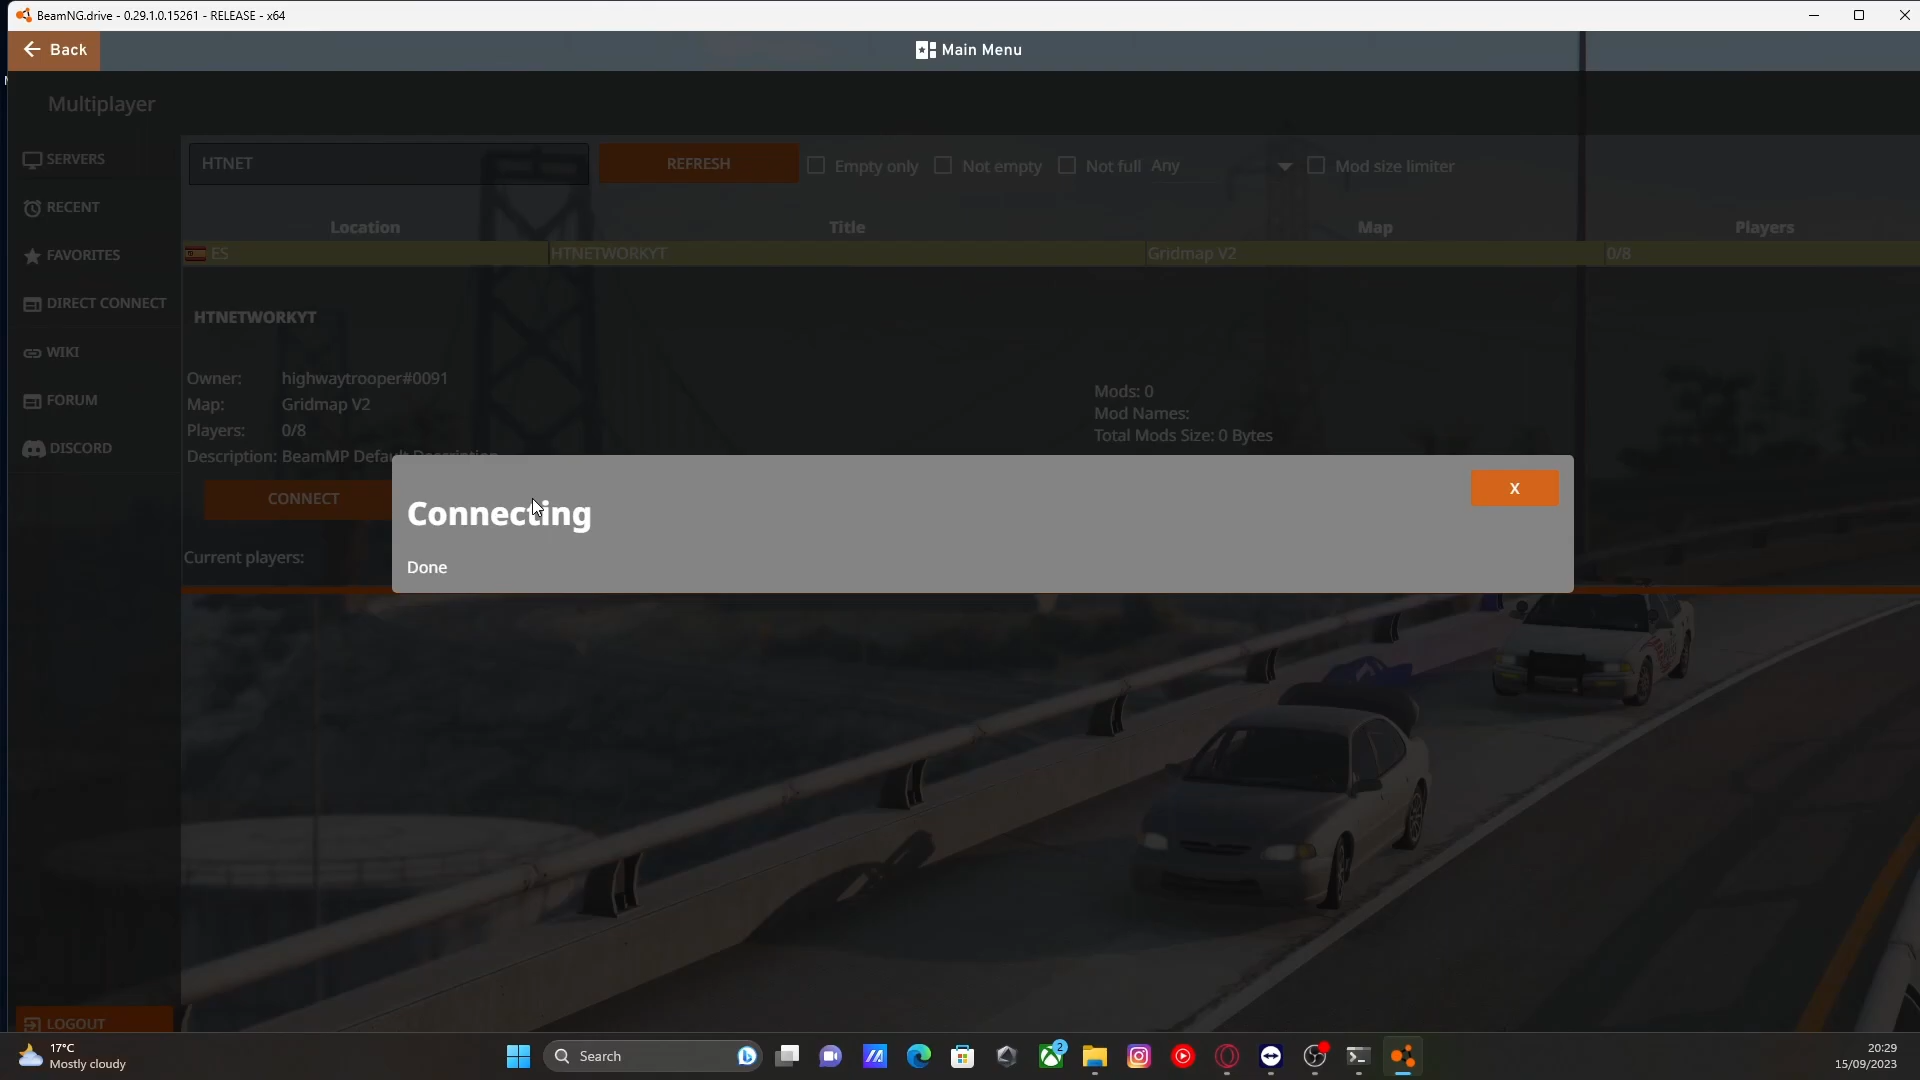 BeamNG.drive - 0.29.1.0.15261 - RELEASE - x64
Back
Main Menu
Multiplayer
SERVERS
RECENT
FAVORITES
DIRECT CONNECT
WIKI
FORUM
DISCORD
LOGOUT
HTNET
REFRESH
Empty only
Not empty
Not full
Any
Mod size limiter
Location Title Map Players
ES HTNETWORKYT Gridmap V2 0/8
HTNETWORKYT
Owner: highwaytrooper#0091
Map: Gridmap V2
Players: 0/8
Description: BeamMP Default Description
Mods: 0
Mod Names:
Total Mods Size: 0 Bytes
CONNECT
Current players:
Connecting
X
Done
17°C
Mostly cloudy
Search
2
20:29
15/09/2023